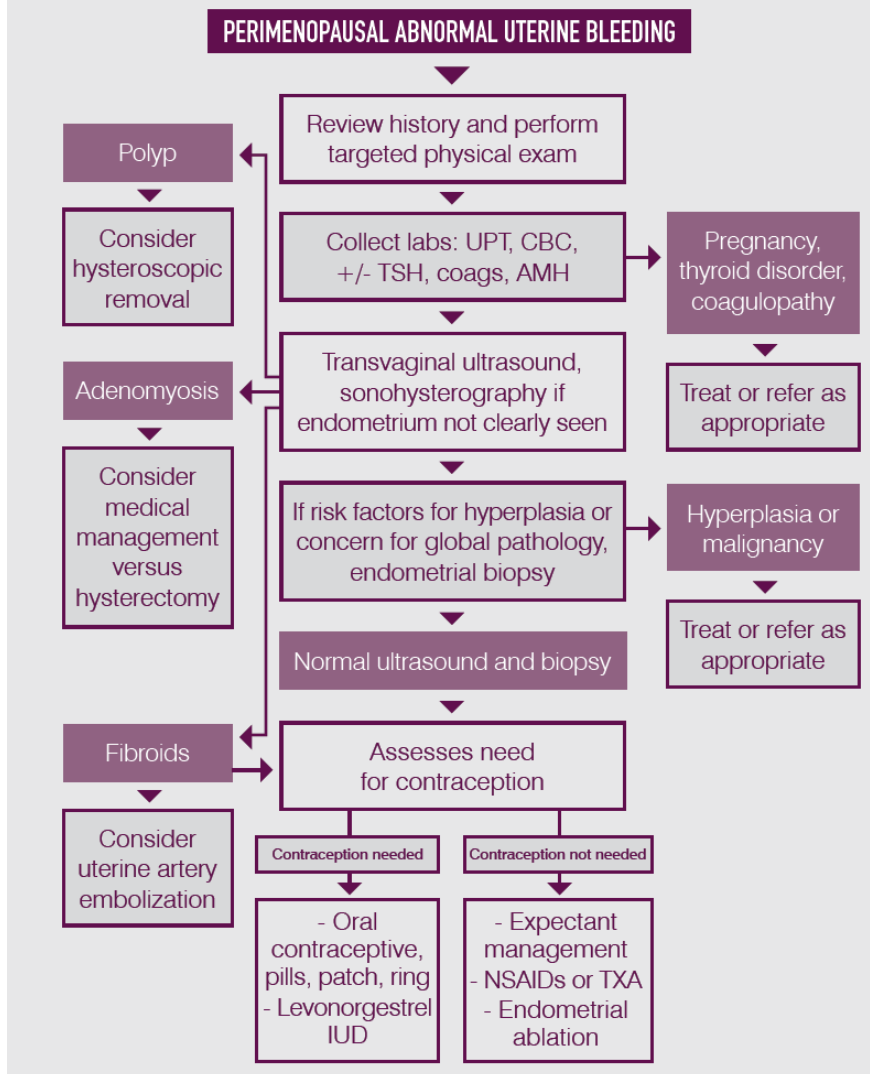 PERIMENOPAUSAL ABNORMAL UTERINE BLEEDING
Review history and perform
targeted physical exam
Polyp
Consider
hysteroscopic
removal
Collect labs: UPT, CBC,
+/- TSH, coags, AMH
Pregnancy,
thyroid disorder,
coagulopathy
Treat or refer as
appropriate
Transvaginal ultrasound,
sonohysterography if
endometrium not clearly seen
Adenomyosis
Consider
medical
management
versus
hysterectomy
If risk factors for hyperplasia or
concern for global pathology,
endometrial biopsy
Hyperplasia or
malignancy
Treat or refer as
appropriate
Normal ultrasound and biopsy
Fibroids
Consider
uterine artery
embolization
Assesses need
for contraception
Contraception needed
Contraception not needed
- Oral
contraceptive,
pills, patch, ring
- Levonorgestrel
IUD
- Expectant
management
- NSAIDs or TXA
- Endometrial
ablation